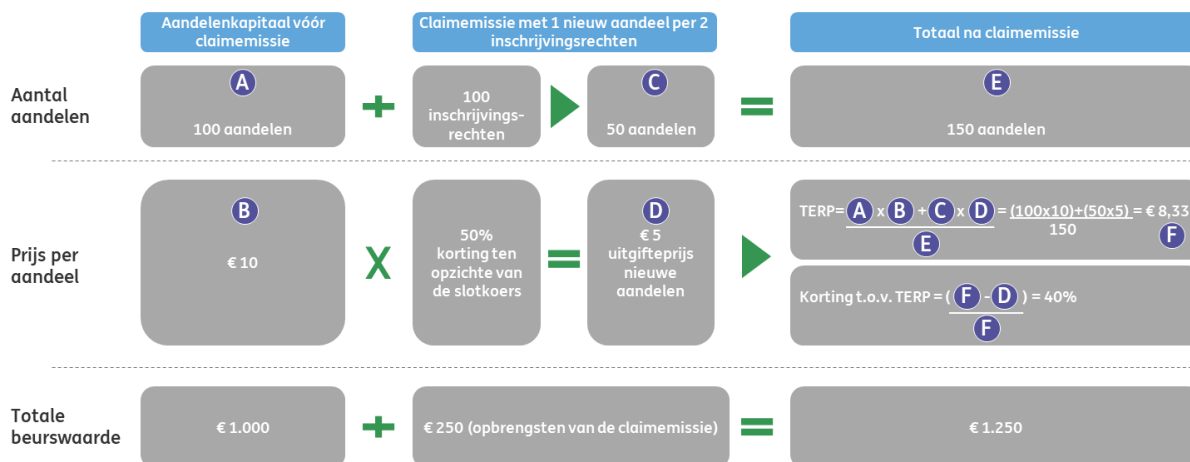 Aandelenkapitaal vóór
claimemissie
Claimemissie met 1 nieuw aandeel per 2
inschrijvingsrechten
Totaal na claimemissie
Aantal
aandelen
A
100 aandelen
+
100
inschrijvings-
rechten
C
50 aandelen
=
E
150 aandelen
Prijs per
aandeel
B
€ 10
X
50%
korting ten
opzichte van
de slotkoers
=
D
€ 5
uitgifteprijs
nieuwe
aandelen
TERP= A x B + C x D = (100x10)+(50x5) = € 8,33
E 150 F
Korting t.o.v. TERP = ( F - D ) = 40%
F
Totale
beurswaarde
€ 1.000
+
€ 250 (opbrengsten van de claimemissie)
=
€ 1.250